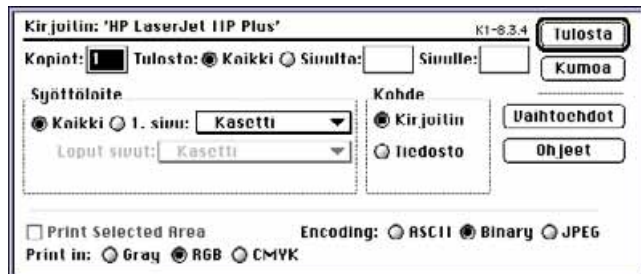 Kirjoitin: 'HP LaserJet IIP Plus' K1-8.3.4 Tulosta
Kopiot: 1 Tulosta: Kaikki Sivulta: Sivulle: Kumoa
Syöttölaite Kohde
Kaikki 1. sivu: Kasetti Kirjoitin Vaihtoehdot
Loput sivut: Kasetti Tiedosto Ohjeet
Print Selected Area Encoding: ASCII Binary JPEG
Print in: Gray RGB CMYK